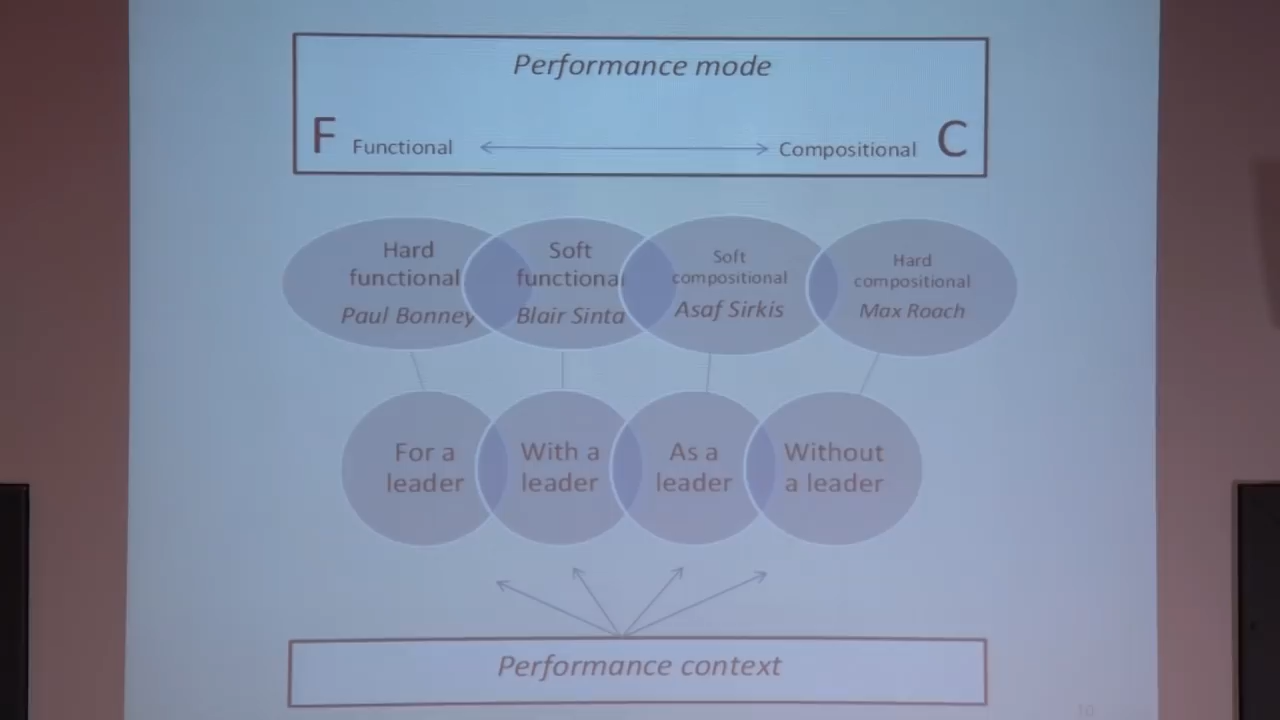 Performance mode
F Functional Compositional C
Hard
functional
Paul Bonney
Soft
functional
Blair Sinta
Soft
compositional
Asaf Sirkis
Hard
compositional
Max Roach
For a
leader
With a
leader
As a
leader
Without
a leader
Performance context
10